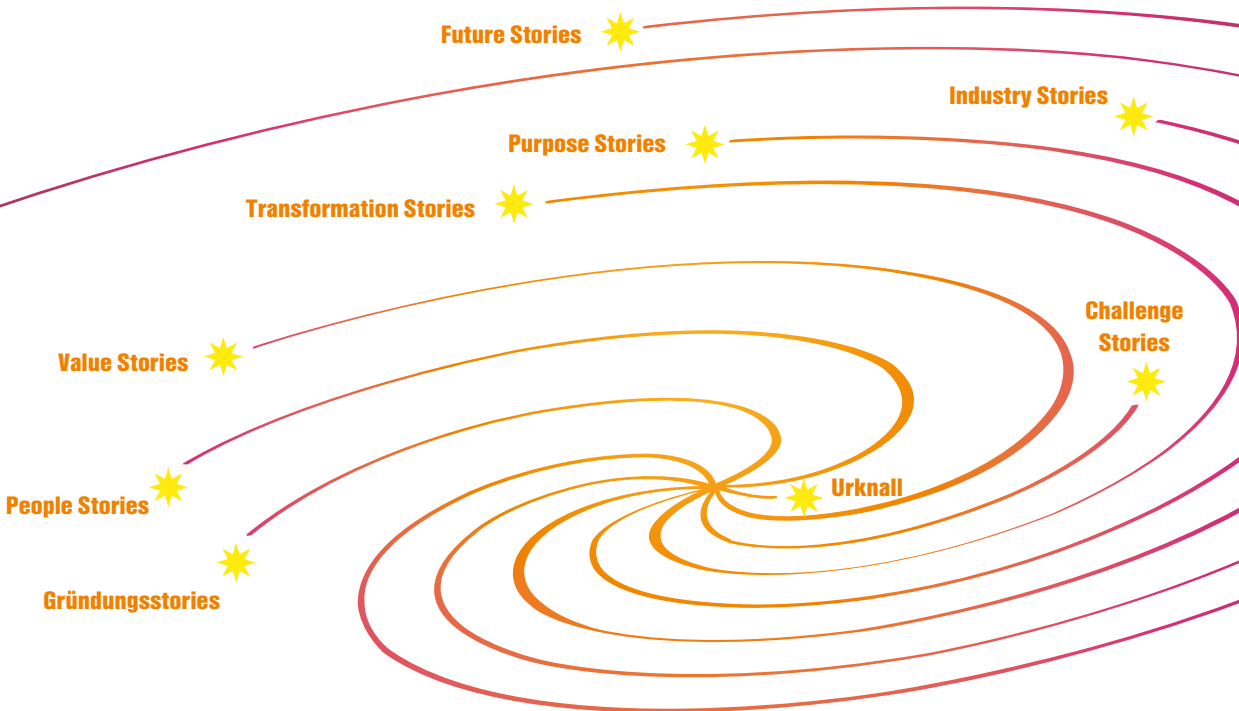 Future Stories
Industry Stories
Purpose Stories
Transformation Stories
Challenge
Stories
Value Stories
Urknall
People Stories
Gründungsstories